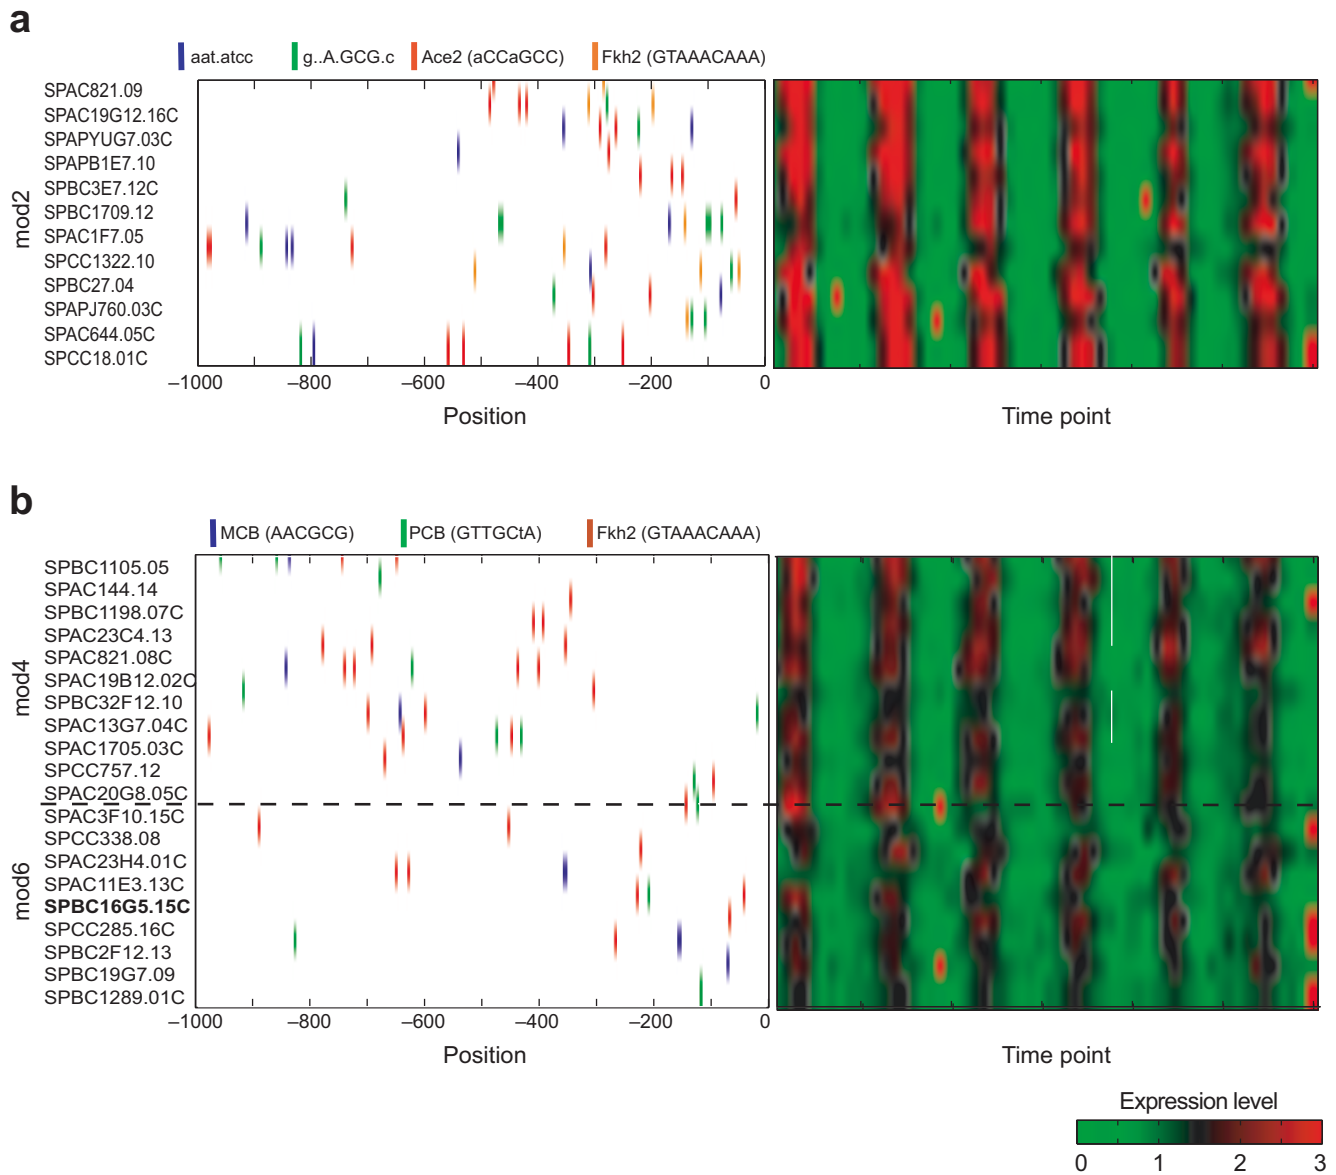 a
aat.atcc g..A.GCG.c Ace2 (aCCaGCC) Fkh2 (GTAAACAAA)
mod2
SPAC821.09
SPAC19G12.16C
SPAPYUG7.03C
SPAPB1E7.10
SPBC3E7.12C
SPBC1709.12
SPAC1F7.05
SPCC1322.10
SPBC27.04
SPAPJ760.03C
SPAC644.05C
SPCC18.01C
–1000 –800 –600 –400 –200 0
Position Time point
b
MCB (AACGCG) PCB (GTTGCtA) Fkh2 (GTAAACAAA)
mod4
SPBC1105.05
SPAC144.14
SPBC1198.07C
SPAC23C4.13
SPAC821.08C
SPAC19B12.02C
SPBC32F12.10
SPAC13G7.04C
SPAC1705.03C
SPCC757.12
SPAC20G8.05C
mod6
SPAC3F10.15C
SPCC338.08
SPAC23H4.01C
SPAC11E3.13C
SPBC16G5.15C
SPCC285.16C
SPBC2F12.13
SPBC19G7.09
SPBC1289.01C
–1000 –800 –600 –400 –200 0
Position Time point
Expression level
0 1 2 3